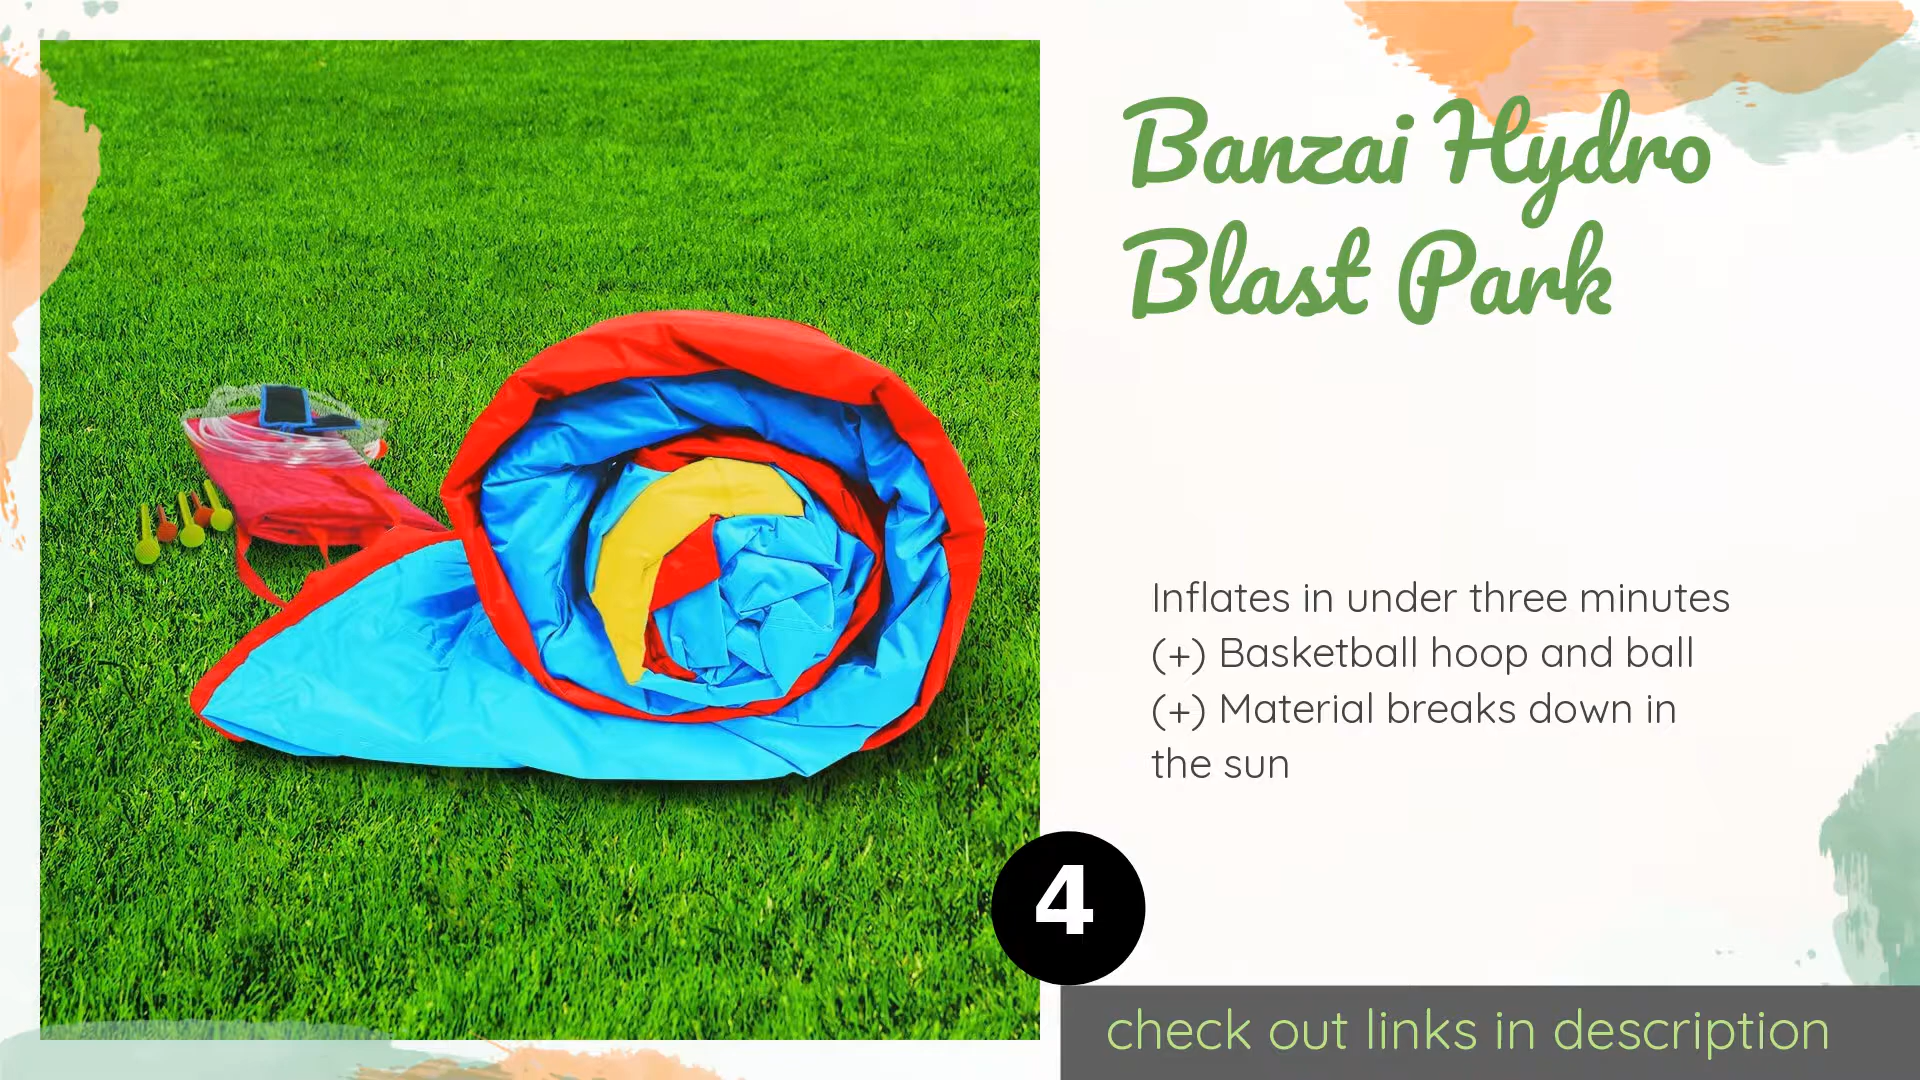 Banzai Hydro
Blast Park
Inflates in under three minutes
(+) Basketball hoop and ball
(+) Material breaks down in
the sun
4
check out links in description